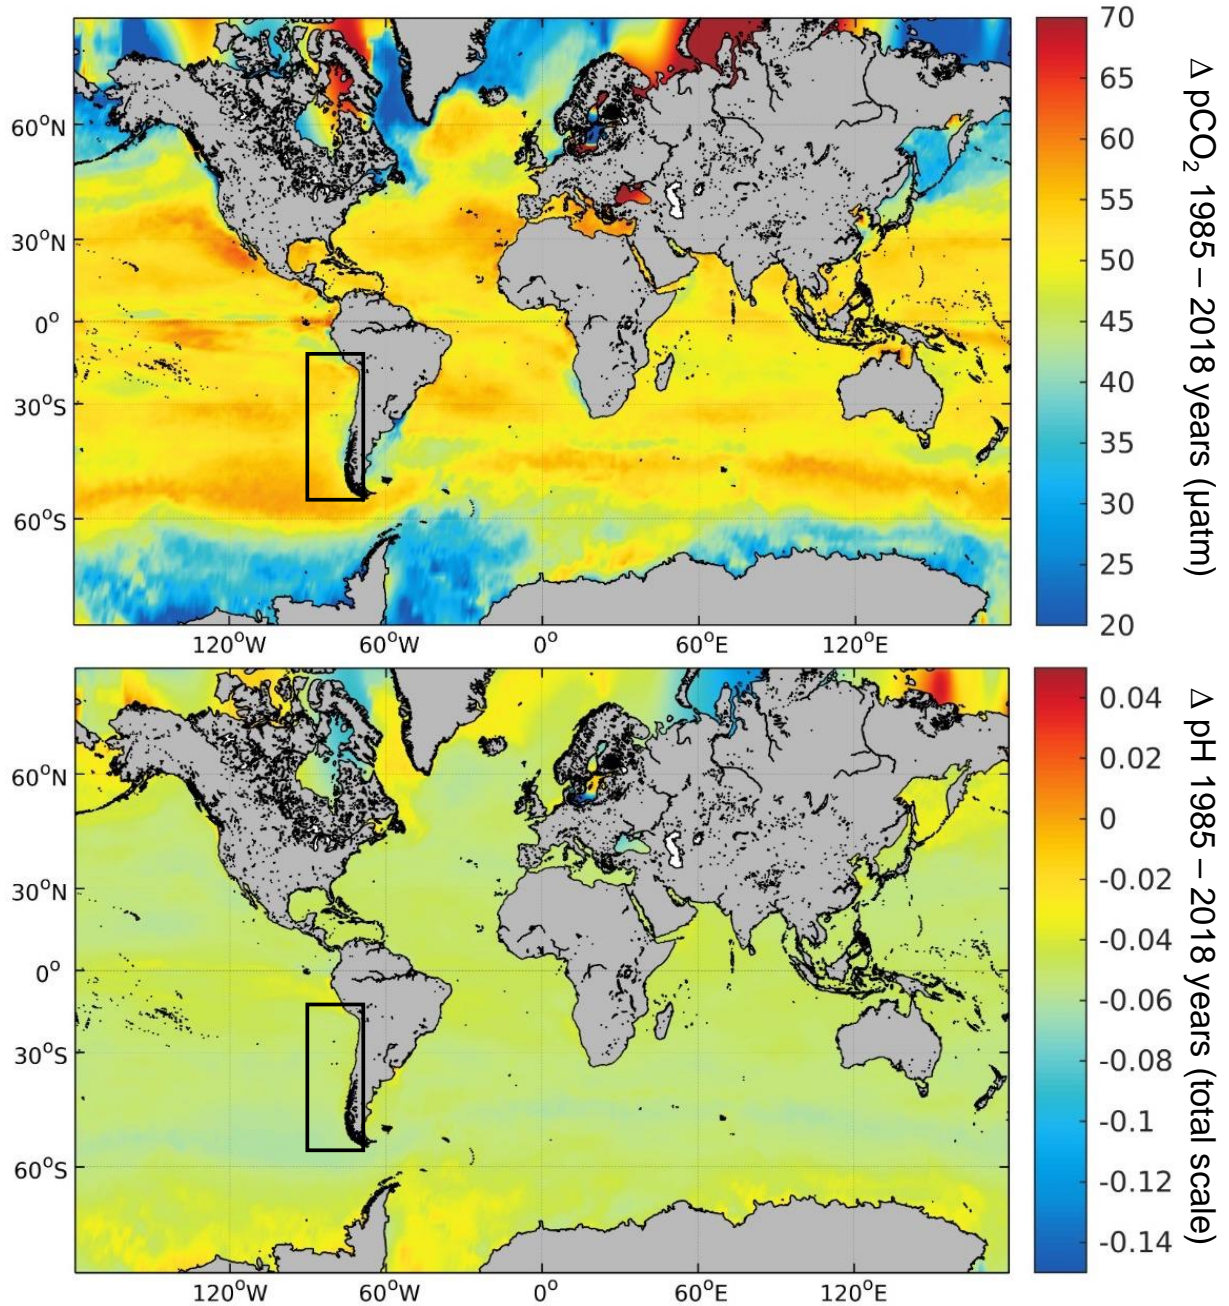 70
65
60
55
50
45
40
35
30
25
20
Δ pCO₂ 1985 – 2018 years (µatm)
60°N
30°N
0°
30°S
60°S
120°W 60°W 0° 60°E 120°E
0.04
0.02
0
-0.02
-0.04
-0.06
-0.08
-0.1
-0.12
-0.14
Δ pH 1985 – 2018 years (total scale)
60°N
30°N
0°
30°S
60°S
120°W 60°W 0° 60°E 120°E